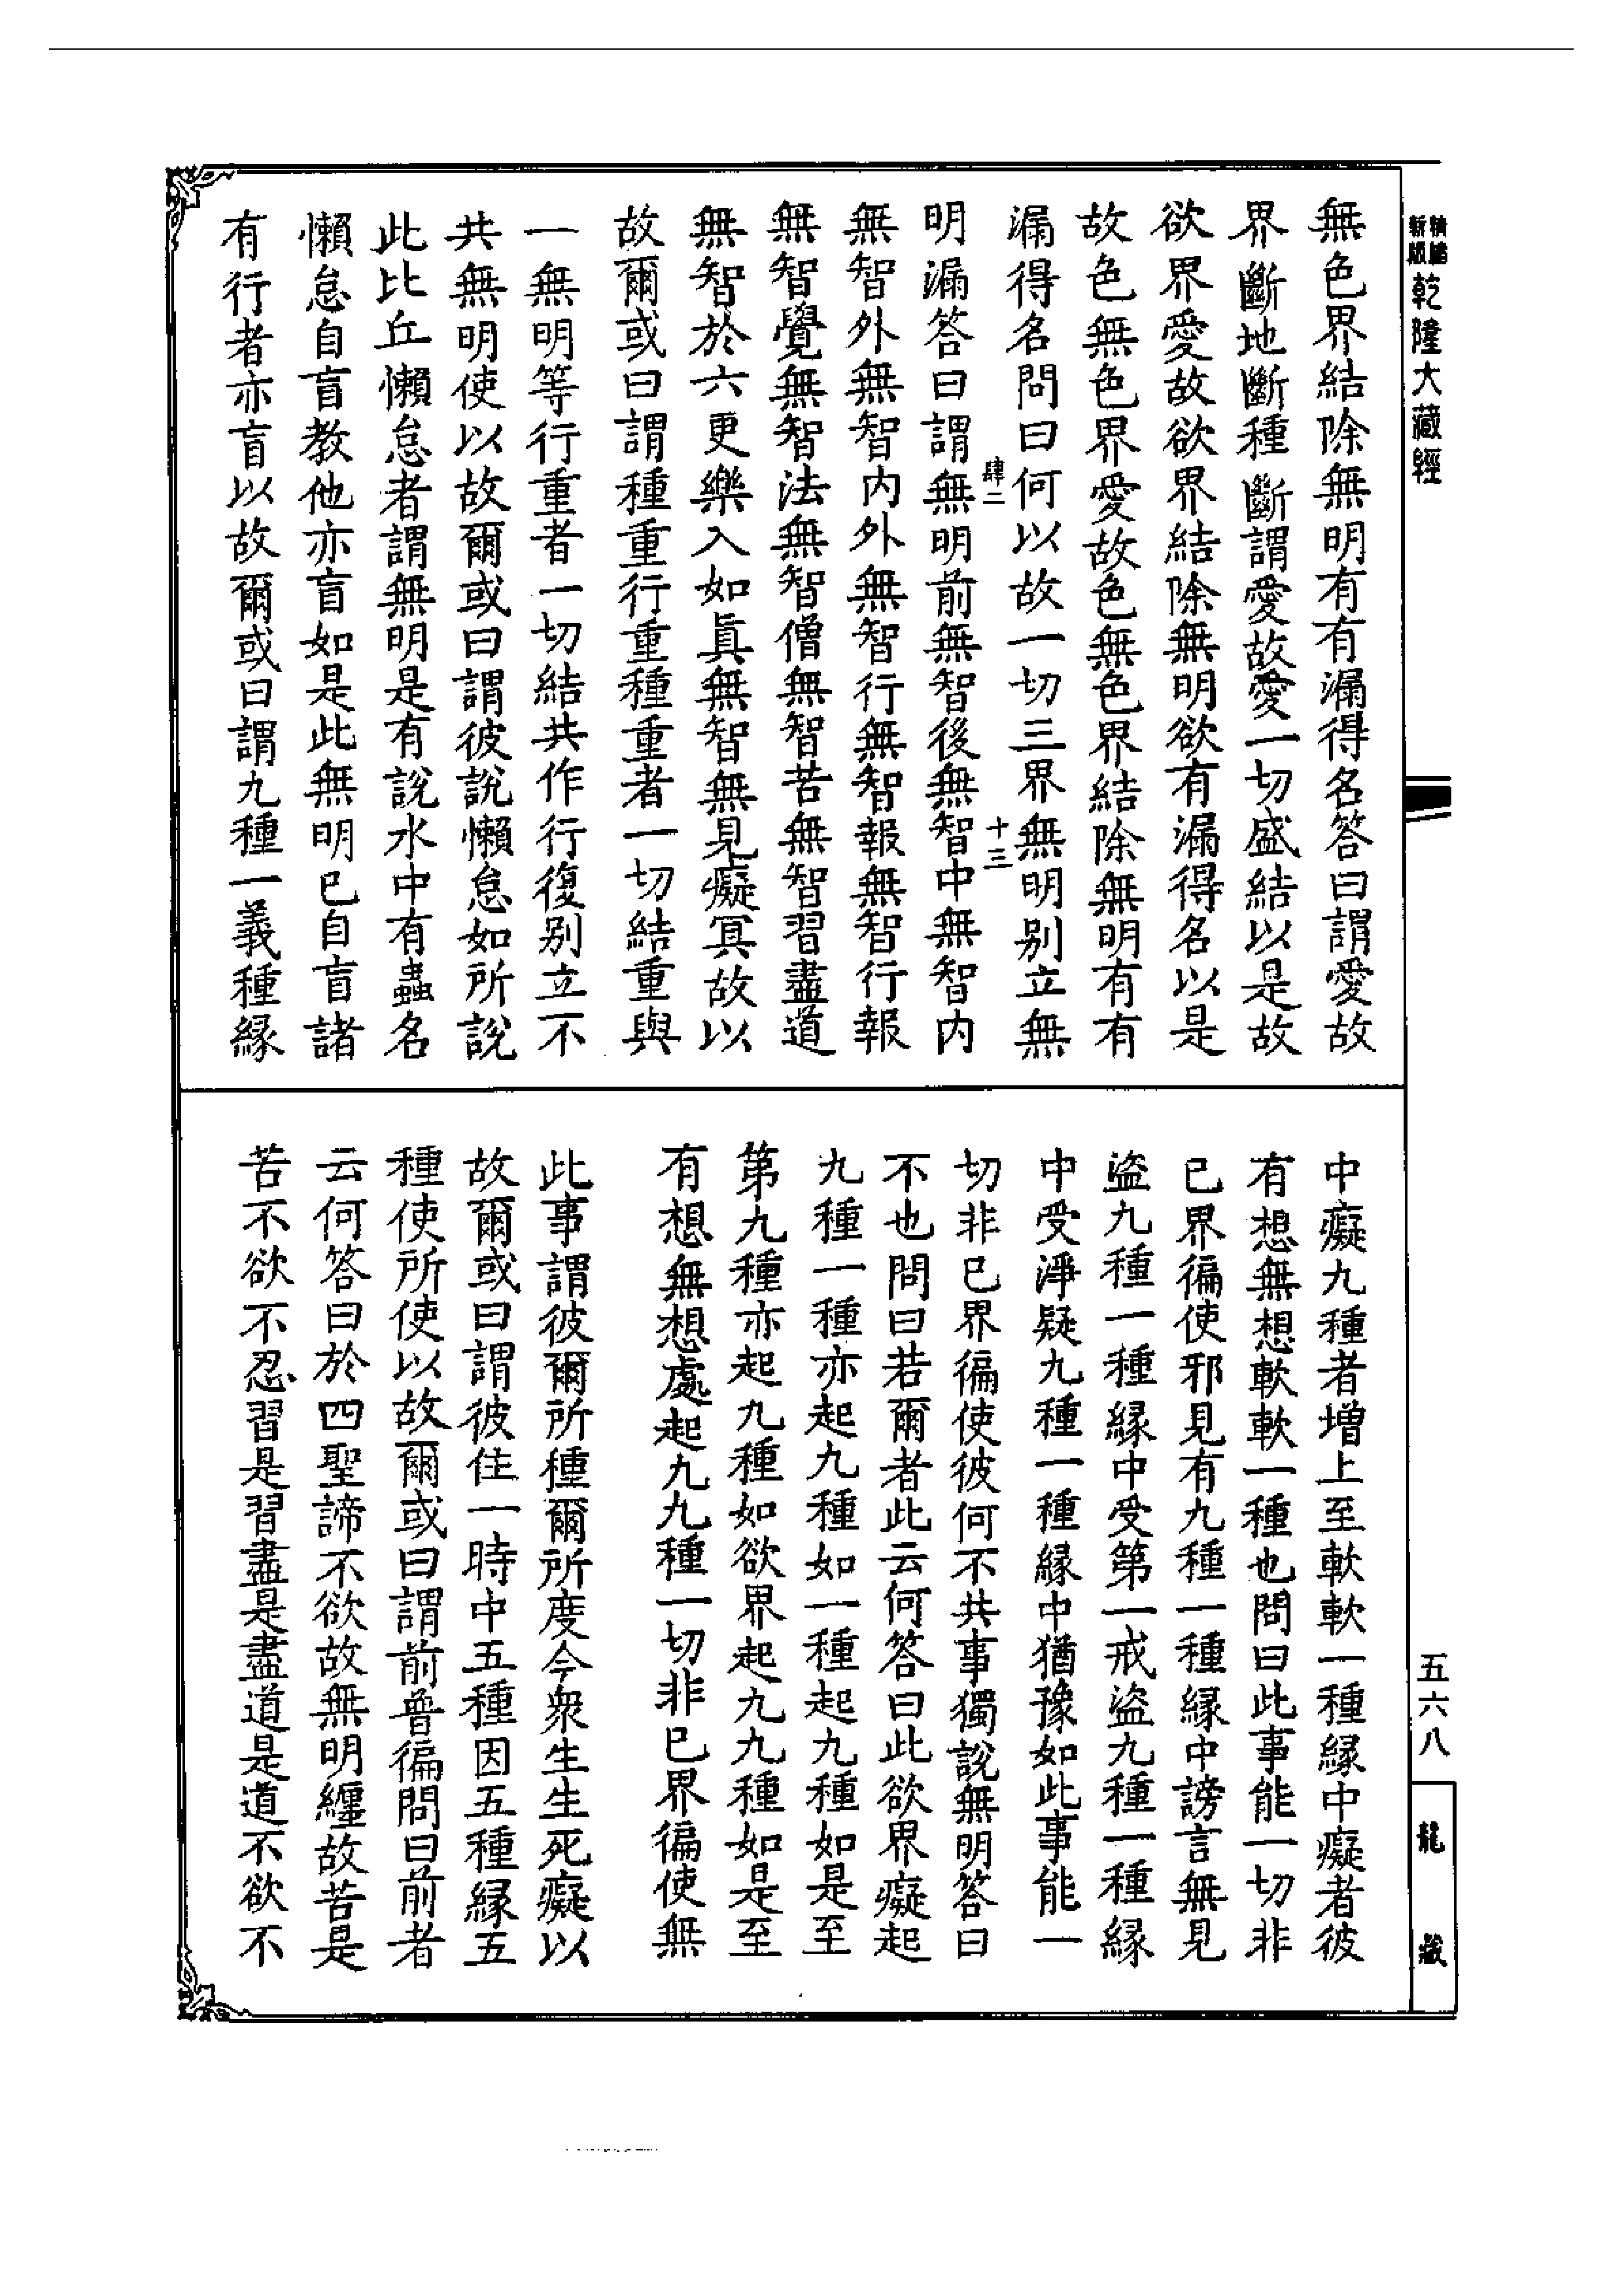 新版精縮乾隆大藏經
無色界結除無明有有漏得名答曰謂愛故
界斷地斷種斷謂愛故愛一切盛結以是故
欲界愛故欲界結除無明欲有漏得名以是
故色無色界愛故色無色界結除無明有有
漏得名問曰何以故一切三界無明別立無
肆二 十三
明漏答曰謂無明前無智後無智中無智內
無智外無智內外無智行無智報無智行報
無智覺無智法無智僧無智苦無智習盡道
無智於六更樂入如真無智無見癡冥故以
故爾或曰謂種重行重種重者一切結重與
一無明等行重者一切結共作行復別立不
共無明使以故爾或曰謂彼說懶怠如所說
此比丘懶怠者謂無明是有說水中有蟲名
懶怠自盲教他亦盲如是此無明已自盲諸
有行者亦盲以故爾或曰謂九種一義種緣
中癡九種者增上至軟軟一種緣中癡者彼
有想無想軟軟一種也問曰此事能一切非
已界徧使邪見有九種一種緣中謗言無見
盜九種一種緣中受第一戒盜九種一種緣
中受淨疑九種一種緣中猶豫如此事能一
切非已界徧使彼何不共事獨說無明答曰
不也問曰若爾者此云何答曰此欲界癡起
九種一種亦起九種如一種起九種如是至
第九種亦起九種如欲界起九九種如是至
有想無想處起九九種一切非已界徧使無
此事謂彼爾所種爾所度今眾生生死癡以
故爾或曰謂彼住一時中五種因五種緣五
種使所使以故爾或曰謂前普徧問曰前者
云何答曰於四聖諦不欲故無明纏故苦是
苦不欲不忍習是習盡是盡道是道不欲不
五六八
龍藏